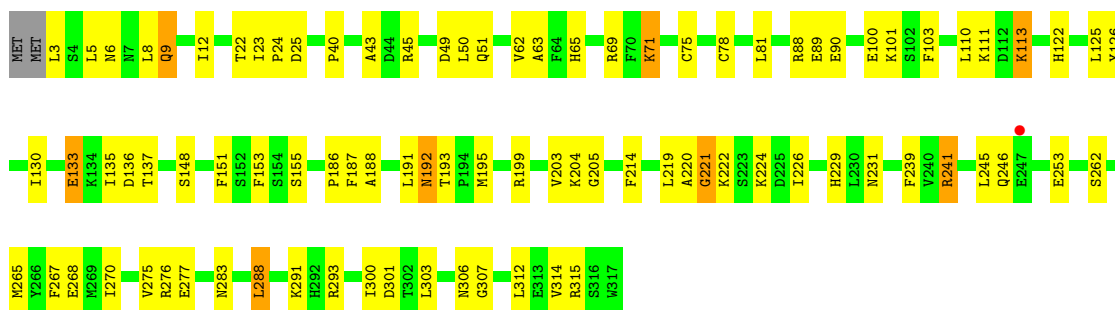 MET MET L3 S4 L5 N6 N7 L8 Q9 I12 T22 I23 P24 D25 P40 A43 D44 R45 D49 L50 Q51 V62 A63 F64 H65 R69 F70 K71 C75 C78 L81 R88 E89 E90 E100 K101 S102 F103 L110 K111 D112 K113 H122 L125
I130 E133 K134 I135 D136 T137 S148 F151 S152 F153 S154 S155 P186 F187 A188 L191 N192 T193 P194 M195 R199 V203 K204 G205 F214 L219 A220 G221 K222 S223 K224 D225 I226 H229 L230 N231 F239 V240 R241 L245 Q246 E247 E253 S262
M265 Y266 F267 E268 M269 I270 V275 R276 E277 N283 L288 K291 H292 R293 I300 D301 T302 L303 N306 G307 L312 E313 V314 R315 S316 W317